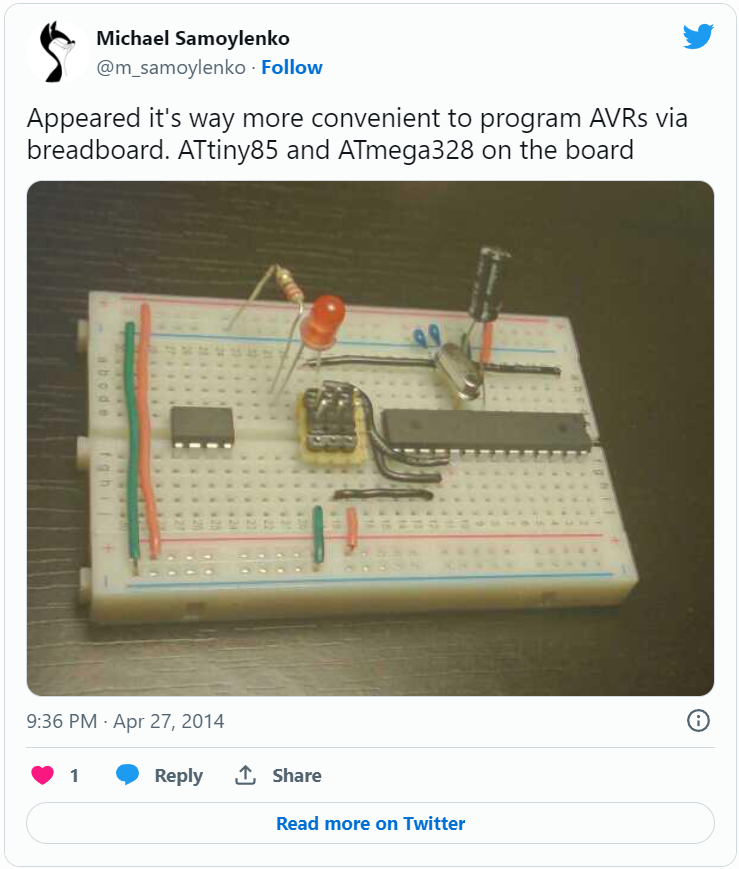 Michael Samoylenko
@m_samoylenko · Follow
Appeared it's way more convenient to program AVRs via
breadboard. ATtiny85 and ATmega328 on the board
9:36 PM · Apr 27, 2014
1 Reply Share
Read more on Twitter